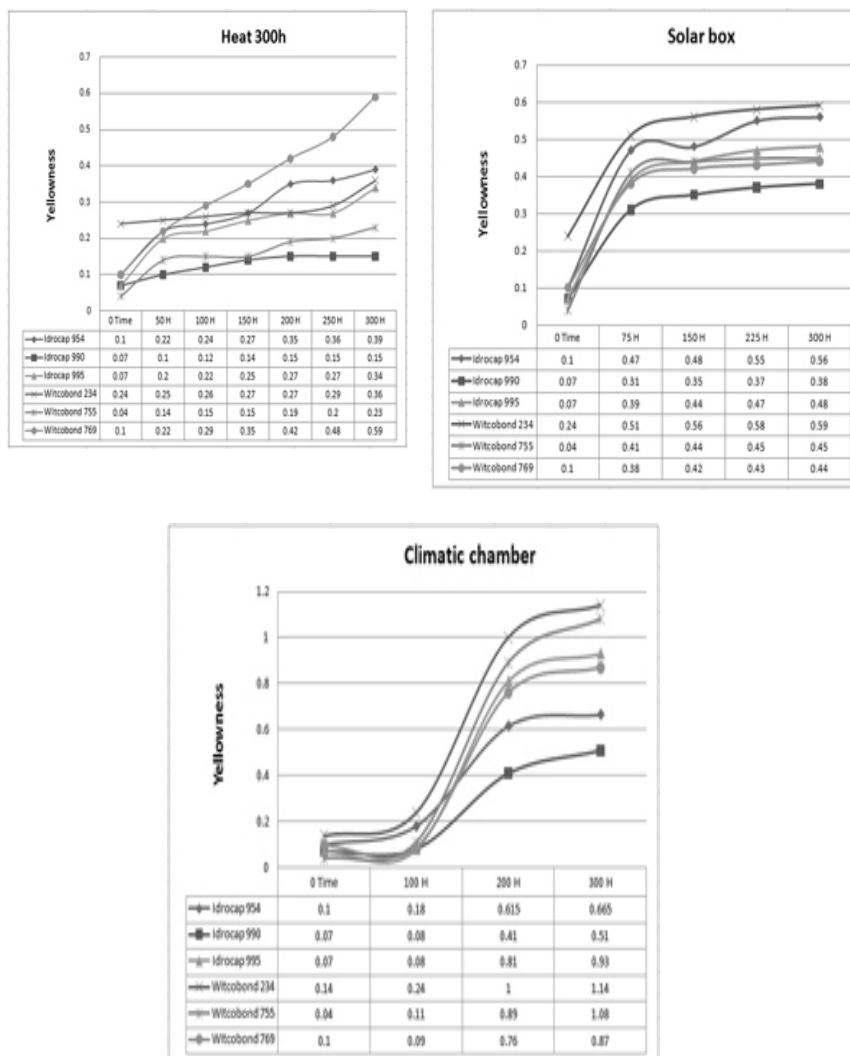 Heat 300h
Yellowness
0.7
0.6
0.5
0.4
0.3
0.2
0.1
0
0 Time 50 H 100 H 150 H 200 H 250 H 300 H
Idrocap 954 0.1 0.22 0.24 0.27 0.35 0.36 0.39
Idrocap 990 0.07 0.1 0.12 0.14 0.15 0.15 0.15
Idrocap 995 0.07 0.2 0.22 0.25 0.27 0.27 0.34
Witcobond 234 0.24 0.25 0.26 0.27 0.27 0.29 0.36
Witcobond 755 0.04 0.14 0.15 0.15 0.19 0.2 0.23
Witcobond 769 0.1 0.22 0.29 0.35 0.42 0.48 0.59
Solar box
Yellowness
0.7
0.6
0.5
0.4
0.3
0.2
0.1
0
0 Time 75 H 150 H 225 H 300 H
Idrocap 954 0.1 0.47 0.48 0.55 0.56
Idrocap 990 0.07 0.31 0.35 0.37 0.38
Idrocap 995 0.07 0.39 0.44 0.47 0.48
Witcobond 234 0.24 0.51 0.56 0.58 0.59
Witcobond 755 0.04 0.41 0.44 0.45 0.45
Witcobond 769 0.1 0.38 0.42 0.43 0.44
Climatic chamber
Yellowness
1.2
1
0.8
0.6
0.4
0.2
0
0 Time 100 H 200 H 300 H
Idrocap 954 0.1 0.18 0.615 0.665
Idrocap 990 0.07 0.08 0.41 0.51
Idrocap 995 0.07 0.08 0.81 0.93
Witcobond 234 0.14 0.24 1 1.14
Witcobond 755 0.04 0.11 0.89 1.08
Witcobond 769 0.1 0.09 0.76 0.87